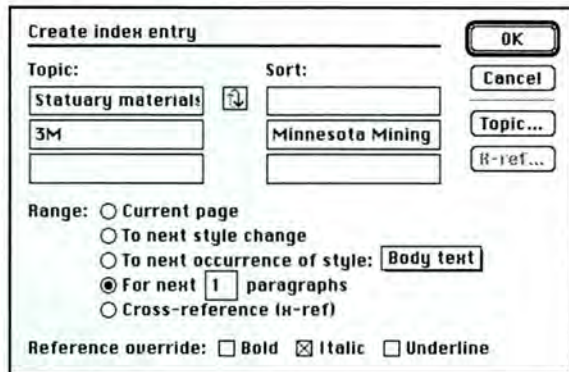 Create index entry
OK
Topic:
Sort:
Cancel
Statuary materials
3M
Minnesota Mining
Topic...
X-ref...
Range:
Current page
To next style change
To next occurrence of style: Body text
For next 1 paragraphs
Cross-reference (x-ref)
Reference override: Bold Italic Underline